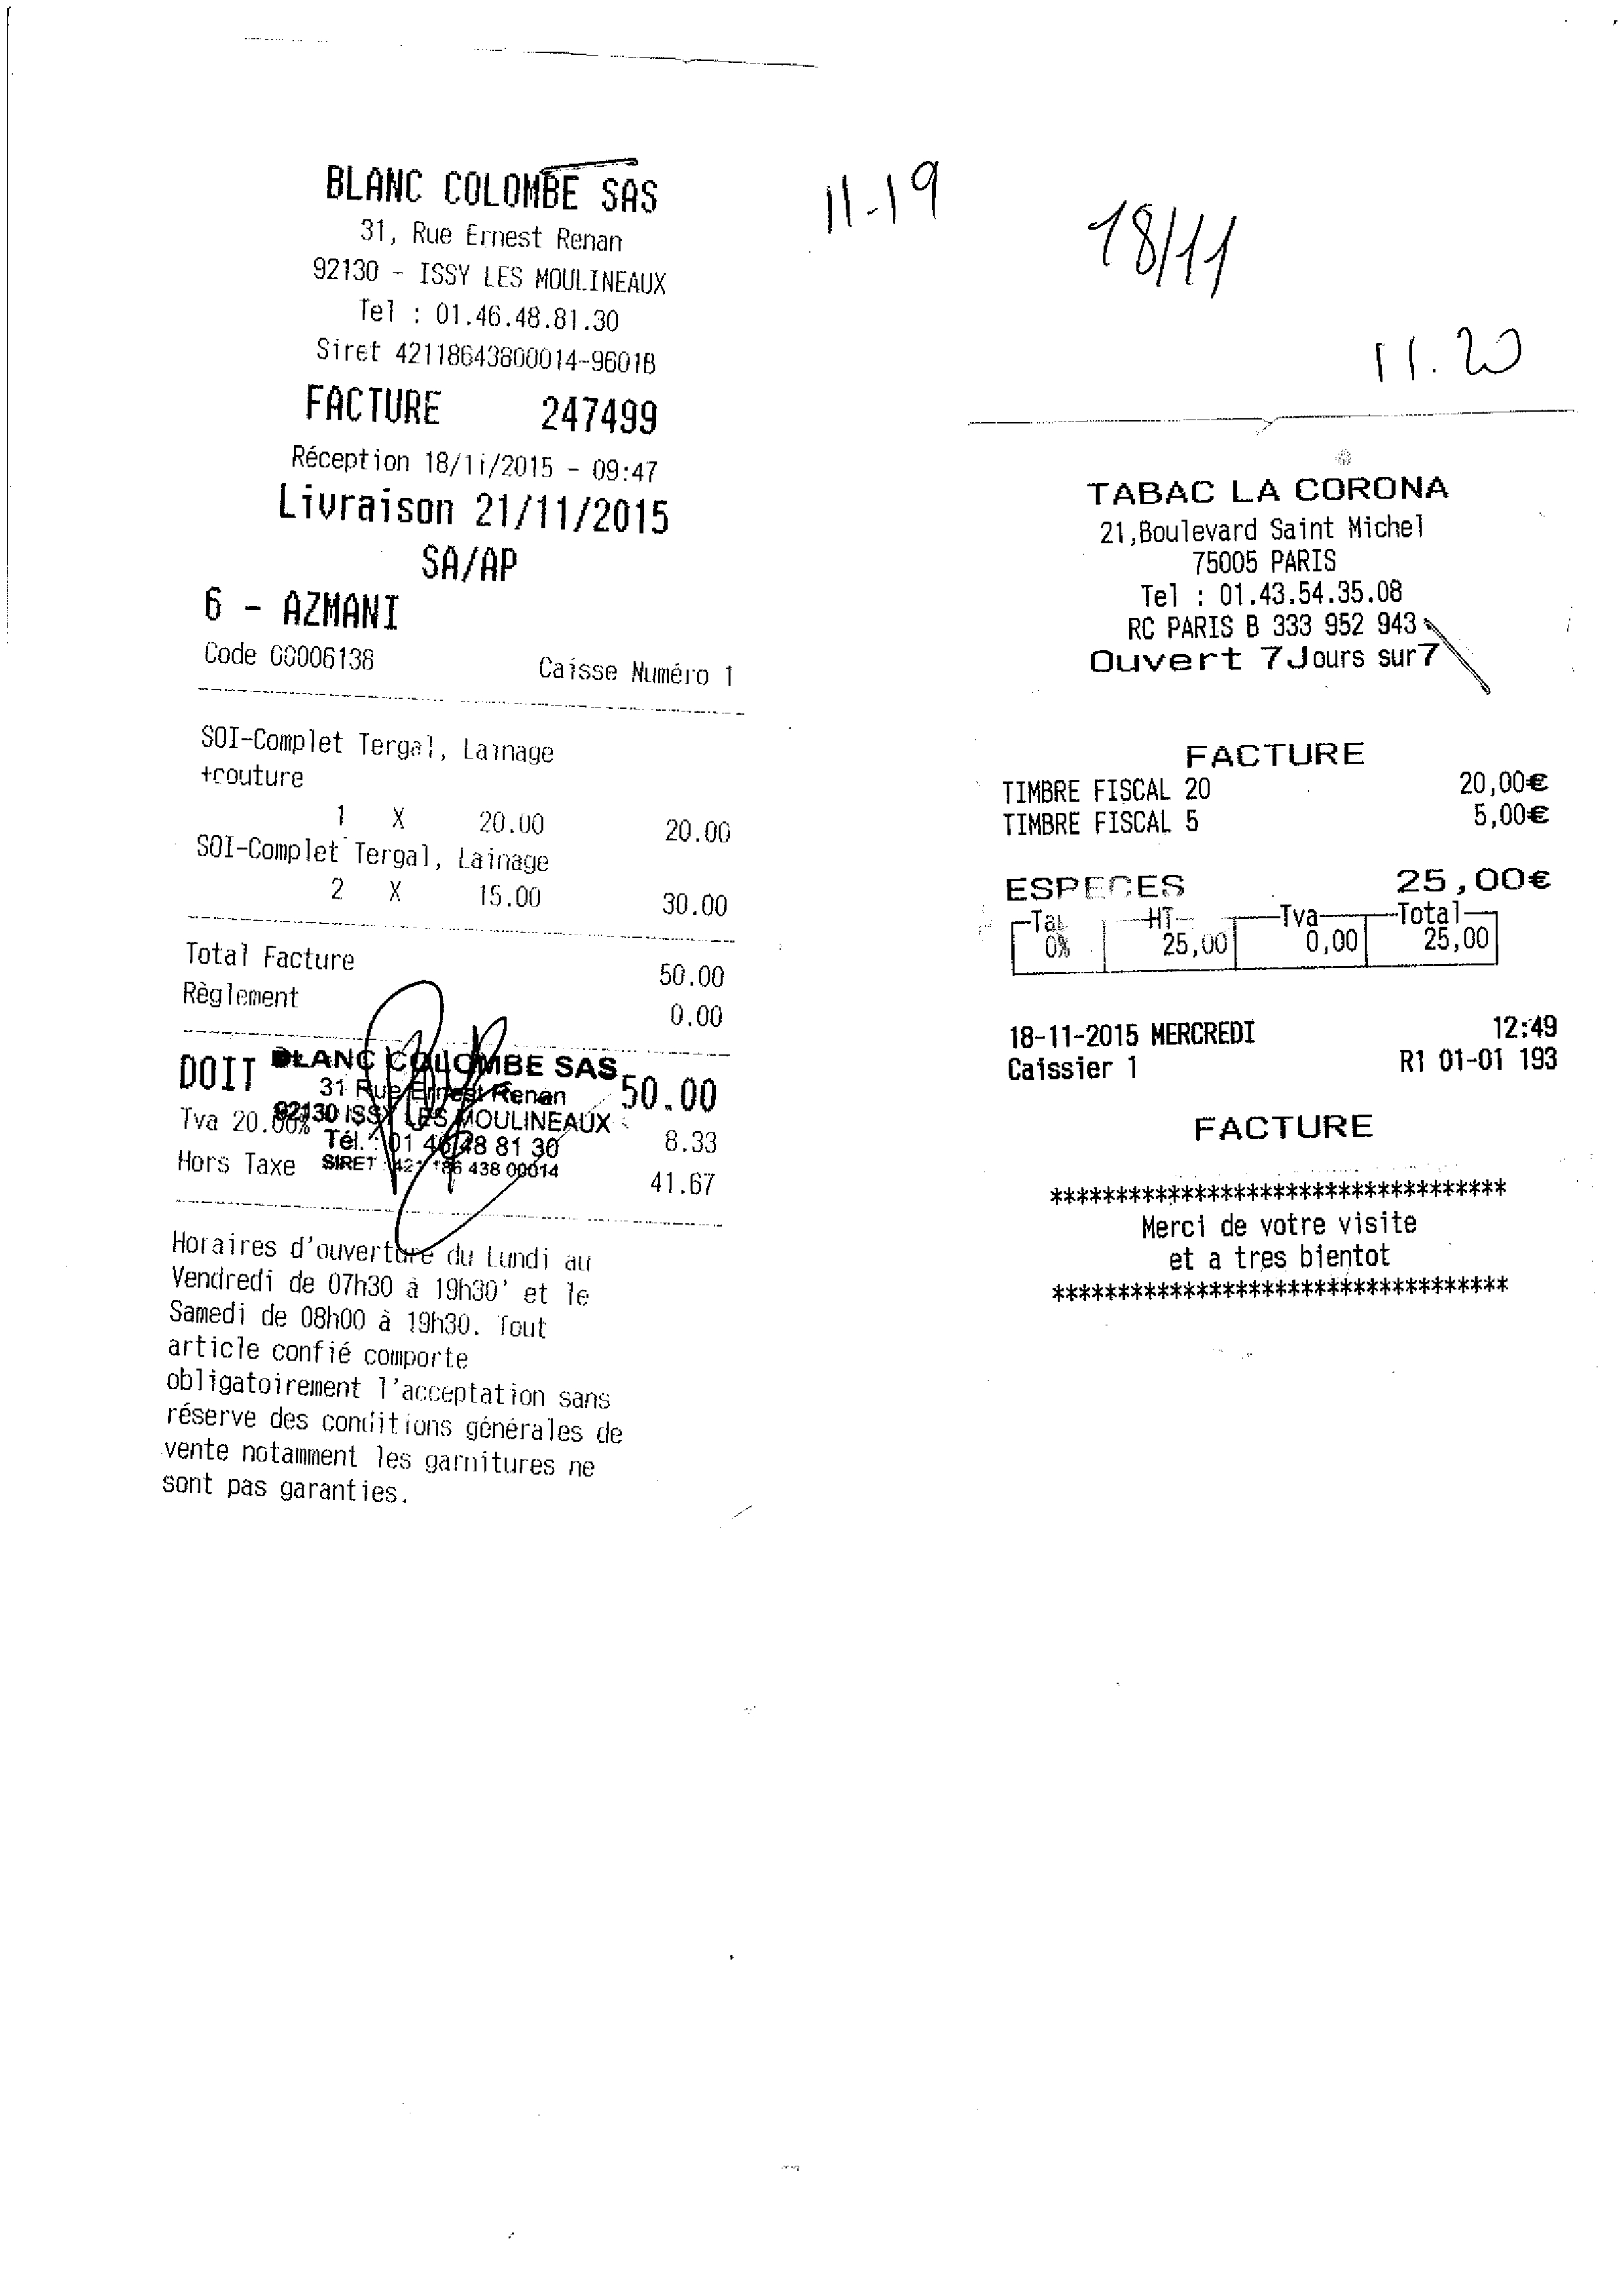 BLANC COLOMBE SAS
31, Rue Ernest Renan
92130 - ISSY LES MOULINEAUX
Tel : 01.46.48.81.30
Siret 42118643800014-9601B
FACTURE 247499
Réception 18/11/2015 - 09:47
Livraison 21/11/2015
SA/AP
6 - AZMANI
Code 00006138 Caisse Numéro 1
SOI-Complet Tergal, Lainage
+couture
1 X 20.00 20.00
SOI-Complet Tergal, Lainage
2 X 15.00 30.00
Total Facture 50.00
Règlement 0.00
DOIT 50.00
Tva 20.00% 8.33
Hors Taxe 41.67
BLANC COLOMBE SAS
31 Rue Ernest Renan
92130 ISSY LES MOULINEAUX
Tél. : 01 46 48 81 30
SIRET : 421 186 438 00014
Horaires d'ouverture du Lundi au
Vendredi de 07h30 à 19h30' et le
Samedi de 08h00 à 19h30. Tout
article confié comporte
obligatoirement l'acceptation sans
réserve des conditions générales de
vente notamment les garnitures ne
sont pas garanties.
11-19
18/11
11.20
TABAC LA CORONA
21,Boulevard Saint Michel
75005 PARIS
Tel : 01.43.54.35.08
RC PARIS B 333 952 943
Ouvert 7Jours sur7
FACTURE
TIMBRE FISCAL 20 20,00€
TIMBRE FISCAL 5 5,00€
ESPECES 25,00€
HT Tva Total
0% 25,00 0,00 25,00
18-11-2015 MERCREDI 12:49
Caissier 1 R1 01-01 193
FACTURE
***********************************
Merci de votre visite
et a tres bientot
***********************************